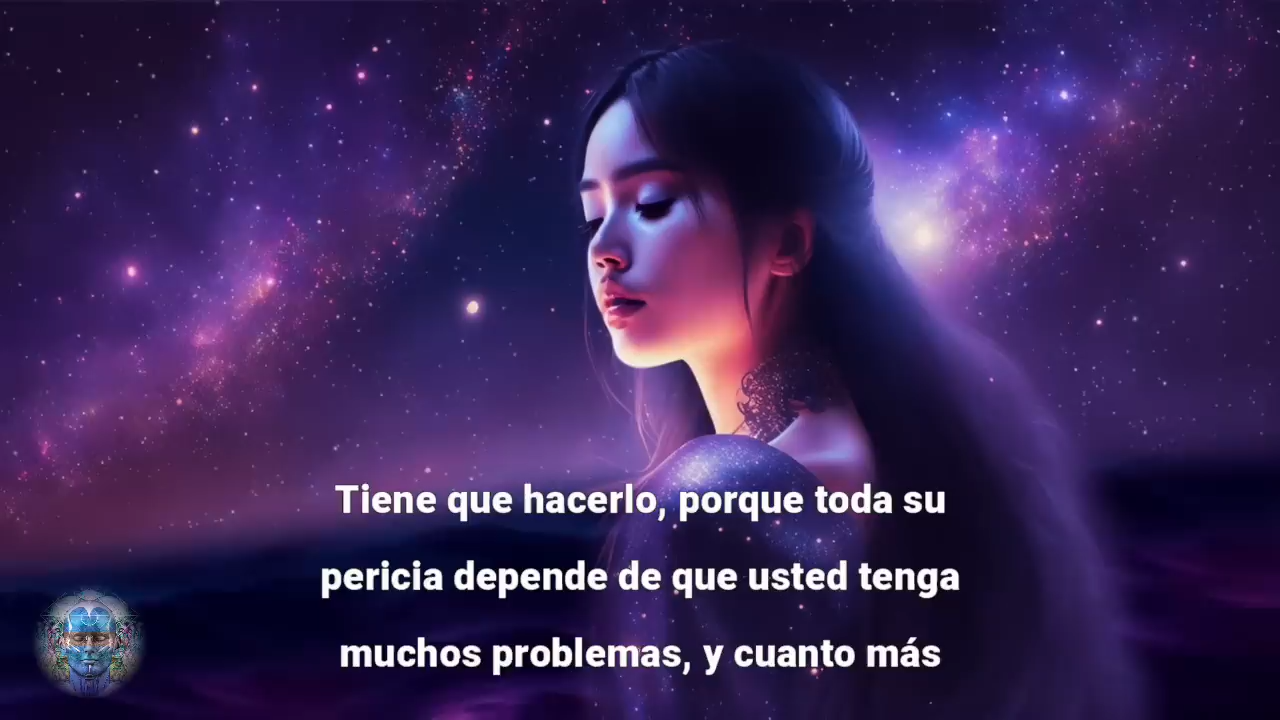 Tiene que hacerlo, porque toda su
pericia depende de que usted tenga
muchos problemas, y cuanto más